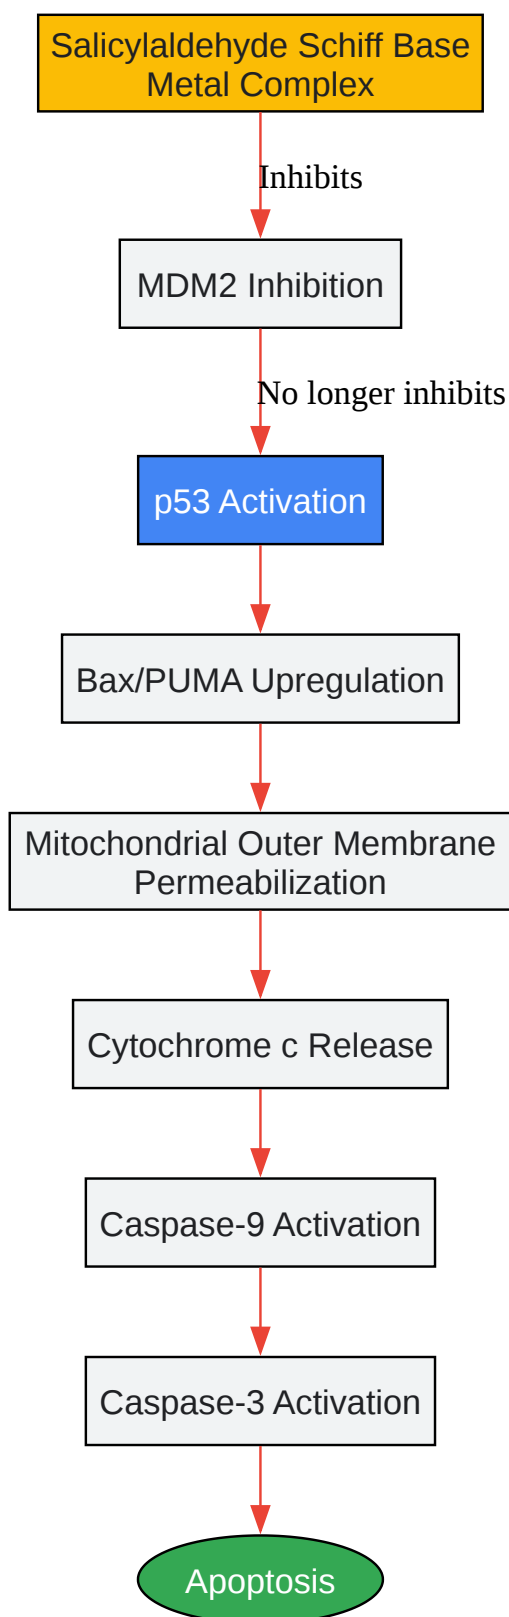 Salicylaldehyde Schiff Base
Metal Complex
Inhibits
MDM2 Inhibition
No longer inhibits
p53 Activation
Bax/PUMA Upregulation
Mitochondrial Outer Membrane
Permeabilization
Cytochrome c Release
Caspase-9 Activation
Caspase-3 Activation
Apoptosis